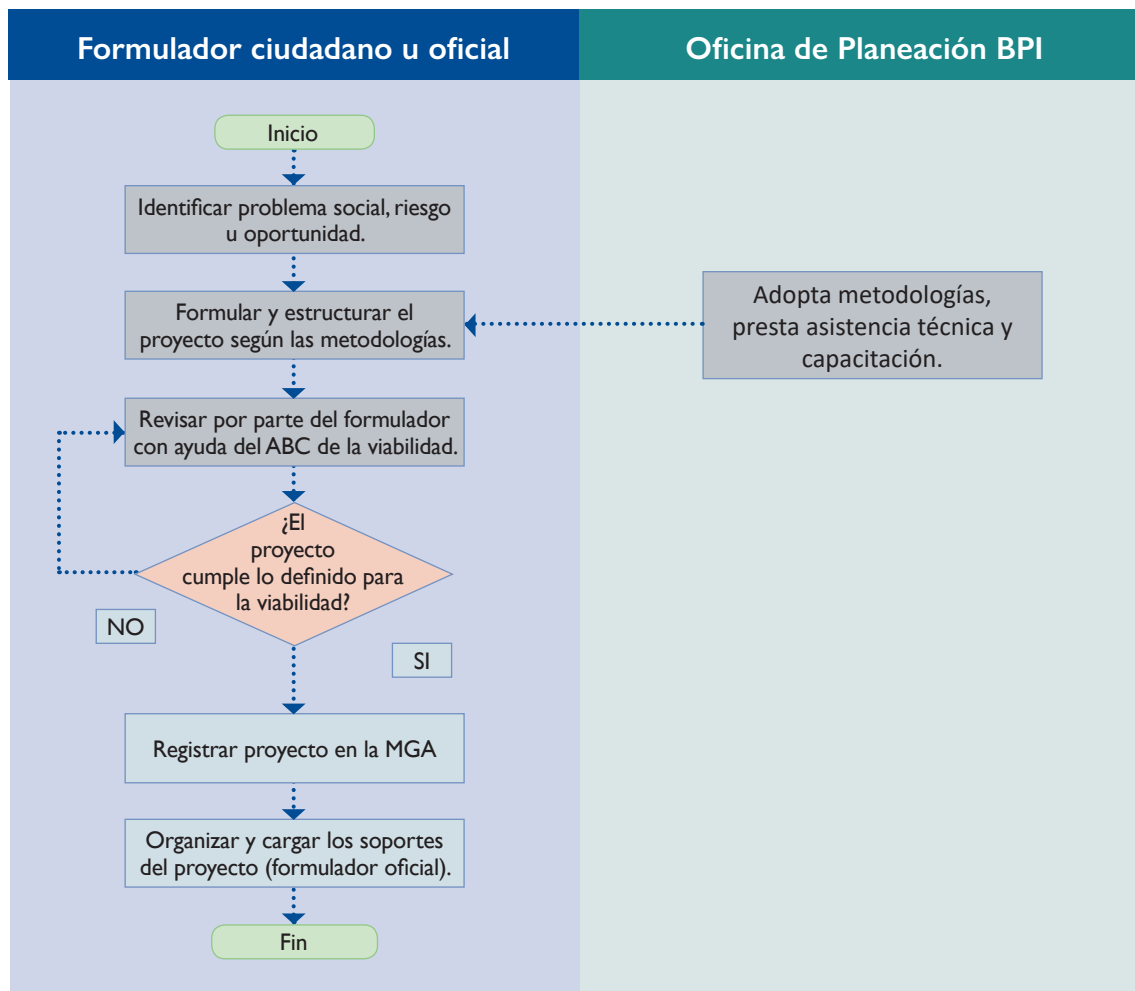 Formulador ciudadano u oficial
Oficina de Planeación BPI
Inicio
Identificar problema social, riesgo
u oportunidad.
Formular y estructurar el
proyecto según las metodologías.
Adopta metodologías,
presta asistencia técnica y
capacitación.
Revisar por parte del formulador
con ayuda del ABC de la viabilidad.
¿El
proyecto
cumple lo definido para
la viabilidad?
NO
SI
Registrar proyecto en la MGA
Organizar y cargar los soportes
del proyecto (formulador oficial).
Fin